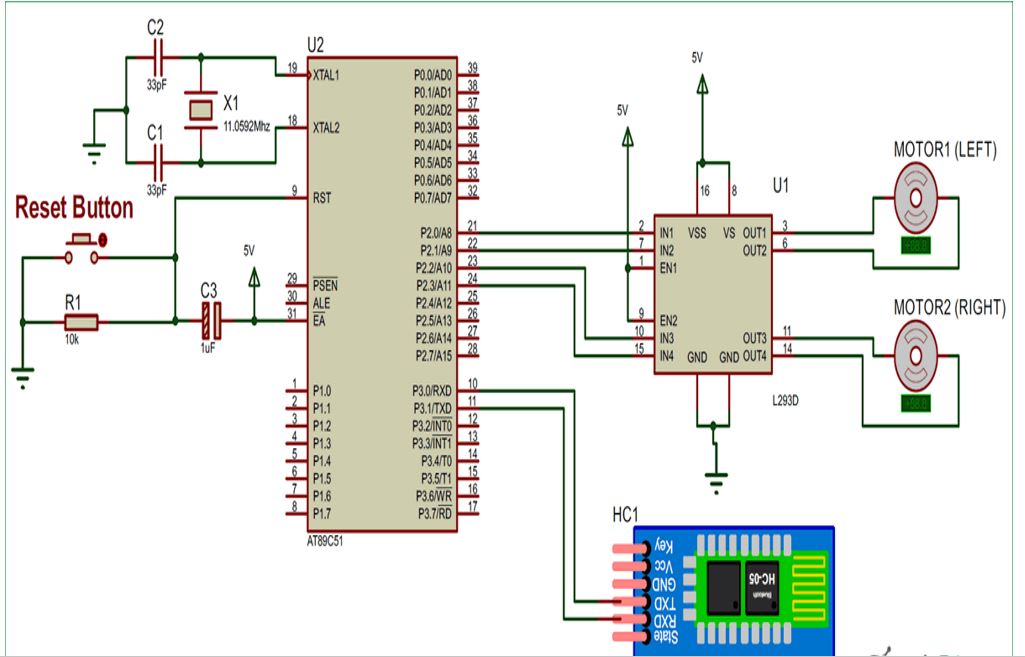 C2
33pF
X1
11.0592Mhz
C1
33pF
Reset Button
R1
10k
C3
1uF
5V
U2
19 XTAL1
18 XTAL2
9 RST
29 PSEN
30 ALE
31 EA
1 P1.0
2 P1.1
3 P1.2
4 P1.3
5 P1.4
6 P1.5
7 P1.6
8 P1.7
P0.0/AD0 39
P0.1/AD1 38
P0.2/AD2 37
P0.3/AD3 36
P0.4/AD4 35
P0.5/AD5 34
P0.6/AD6 33
P0.7/AD7 32
P2.0/A8 21
P2.1/A9 22
P2.2/A10 23
P2.3/A11 24
P2.4/A12 25
P2.5/A13 26
P2.6/A14 27
P2.7/A15 28
P3.0/RXD 10
P3.1/TXD 11
P3.2/INT0 12
P3.3/INT1 13
P3.4/T0 14
P3.5/T1 15
P3.6/WR 16
P3.7/RD 17
AT89C51
5V
5V
U1
16 8
VSS VS
2 IN1
7 IN2
1 EN1
9 EN2
10 IN3
15 IN4
OUT1 3
OUT2 6
OUT3 11
OUT4 14
GND GND
L293D
MOTOR1 (LEFT)
MOTOR2 (RIGHT)
HC1
Key
Vcc
GND
TXD
RXD
State
HC-05
Bluetooth